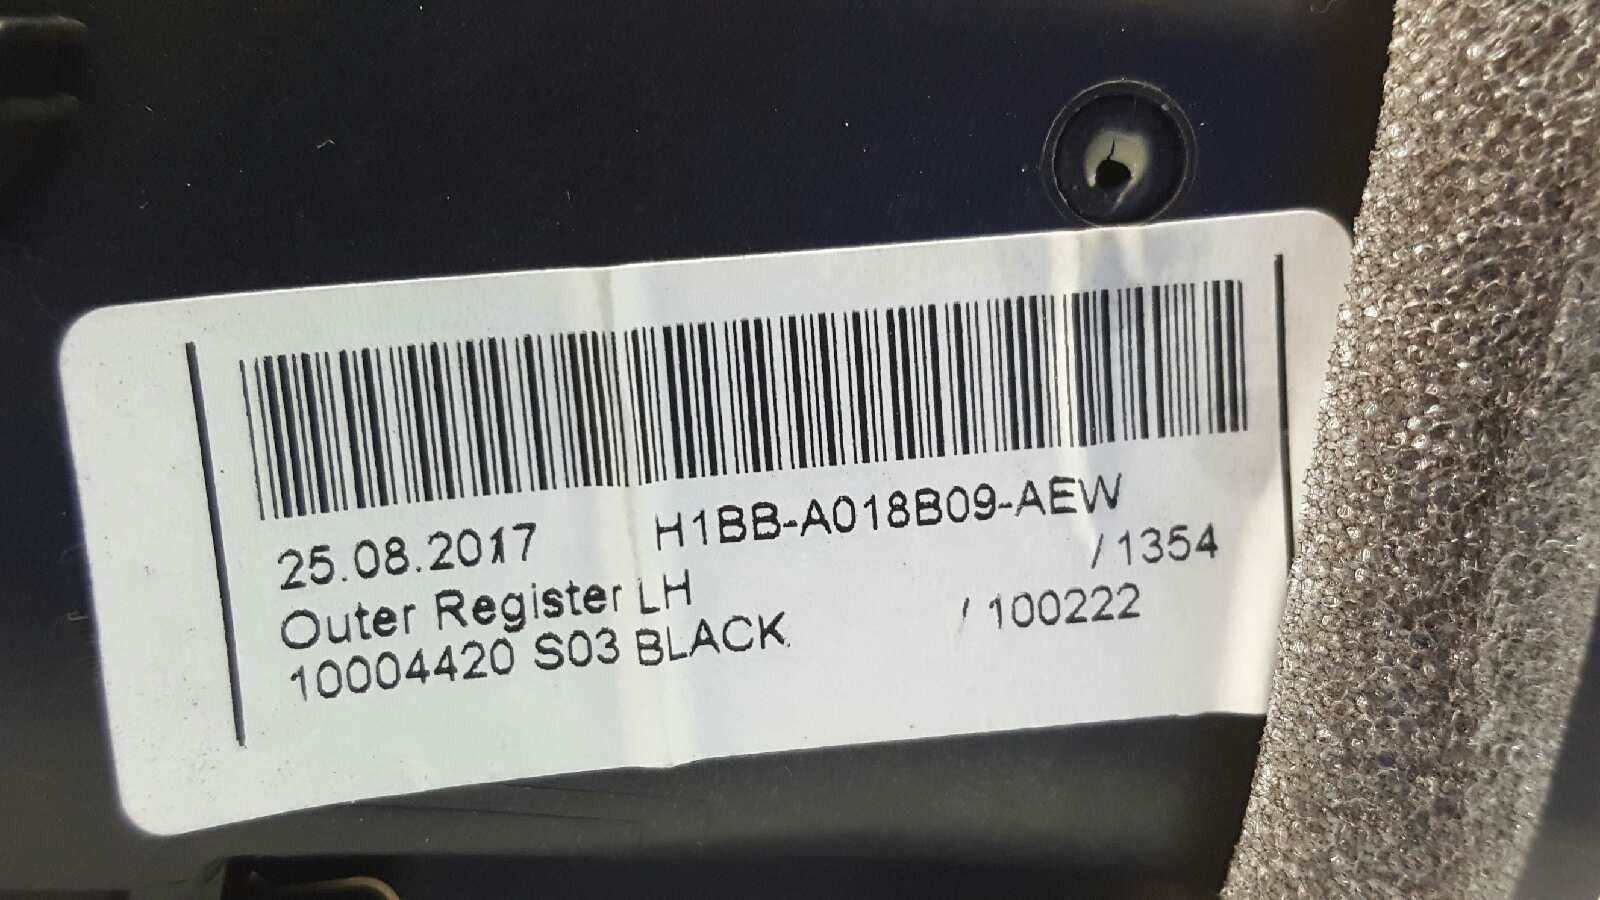 25.08.2017 H1BB-A018B09-AEW
Outer Register LH /1354
10004420 S03 BLACK / 100222